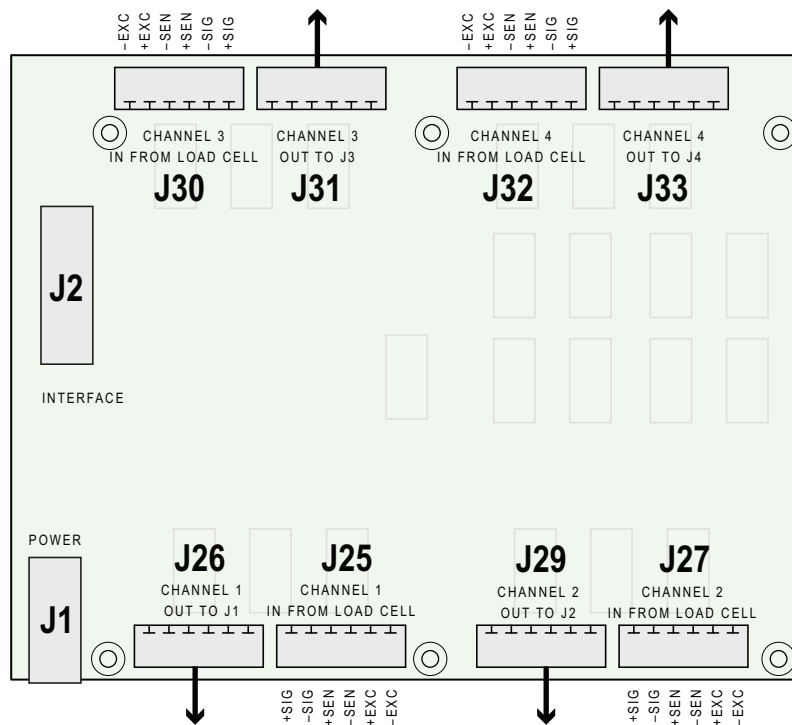 –EXC
+EXC
–SEN
+SEN
–SIG
+SIG
–EXC
+EXC
–SEN
+SEN
–SIG
+SIG
CHANNEL 3
IN FROM LOAD CELL
J30
CHANNEL 3
OUT TO J3
J31
CHANNEL 4
IN FROM LOAD CELL
J32
CHANNEL 4
OUT TO J4
J33
J2
INTERFACE
POWER
J1
J26
CHANNEL 1
OUT TO J1
J25
CHANNEL 1
IN FROM LOAD CELL
J29
CHANNEL 2
OUT TO J2
J27
CHANNEL 2
IN FROM LOAD CELL
+SIG
–SIG
+SEN
–SEN
+EXC
–EXC
+SIG
–SIG
+SEN
–SEN
+EXC
–EXC